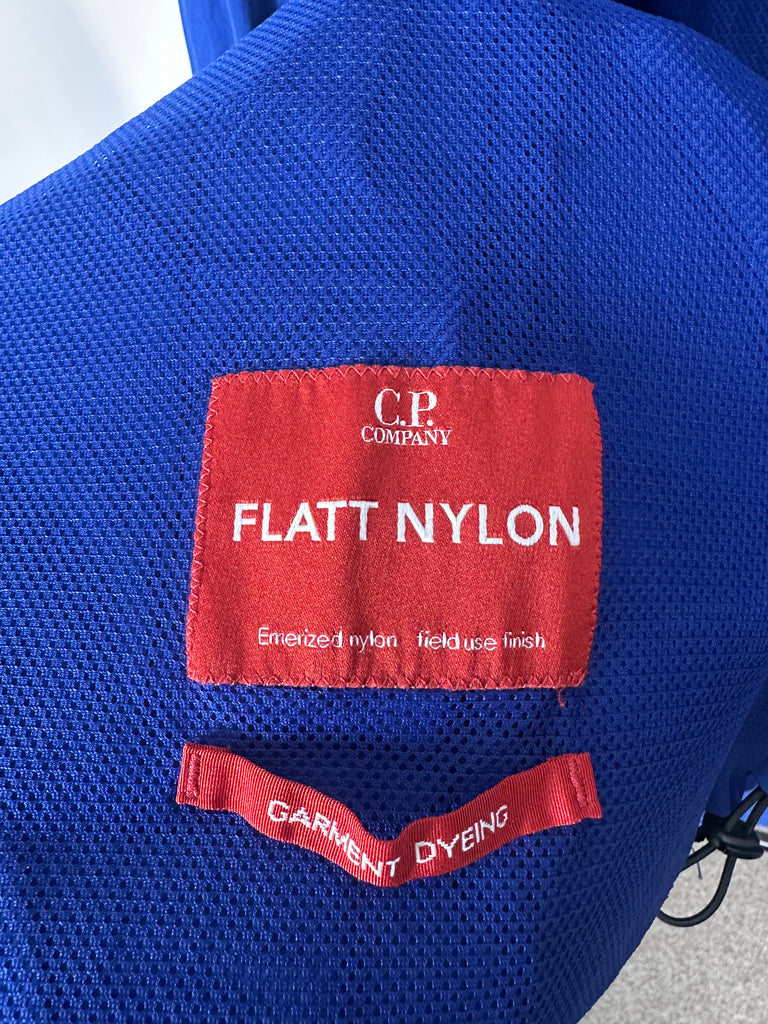 C.P.
COMPANY
FLATT NYLON
Emerized nylon field use finish
GARMENT DYEING